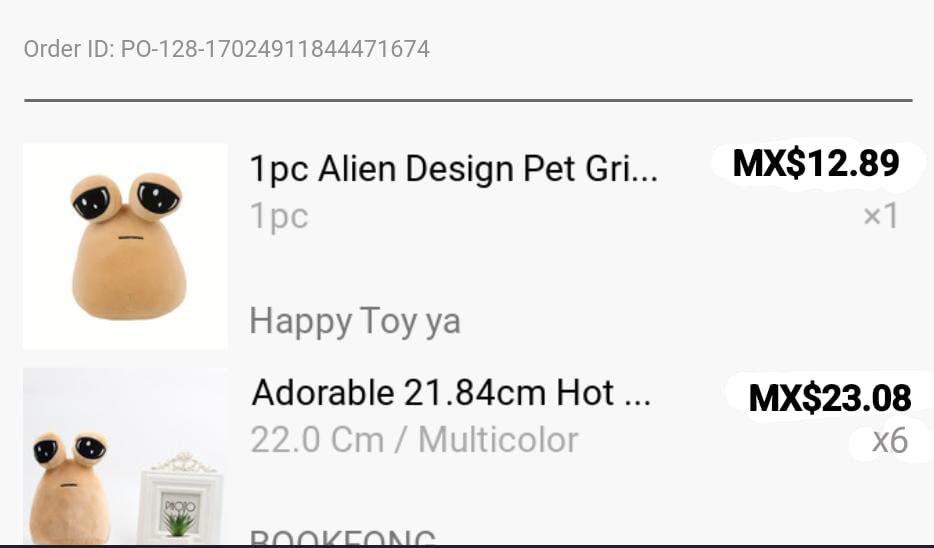 Order ID: PO-128-17024911844471674
1pc Alien Design Pet Gri...
MX$12.89
1pc
×1
Happy Toy ya
Adorable 21.84cm Hot ...
MX$23.08
22.0 Cm / Multicolor
x6
PHOTO
BOOKFONG